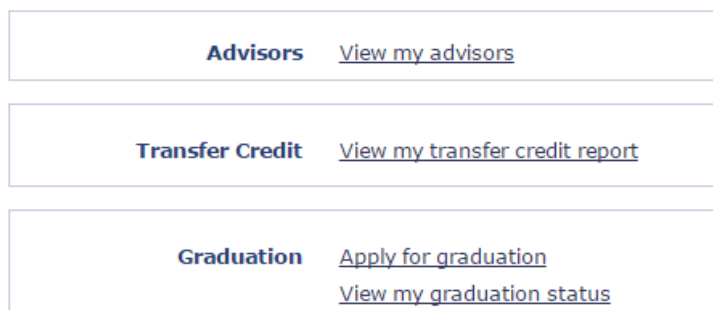 Advisors View my advisors
Transfer Credit View my transfer credit report
Graduation Apply for graduation
View my graduation status